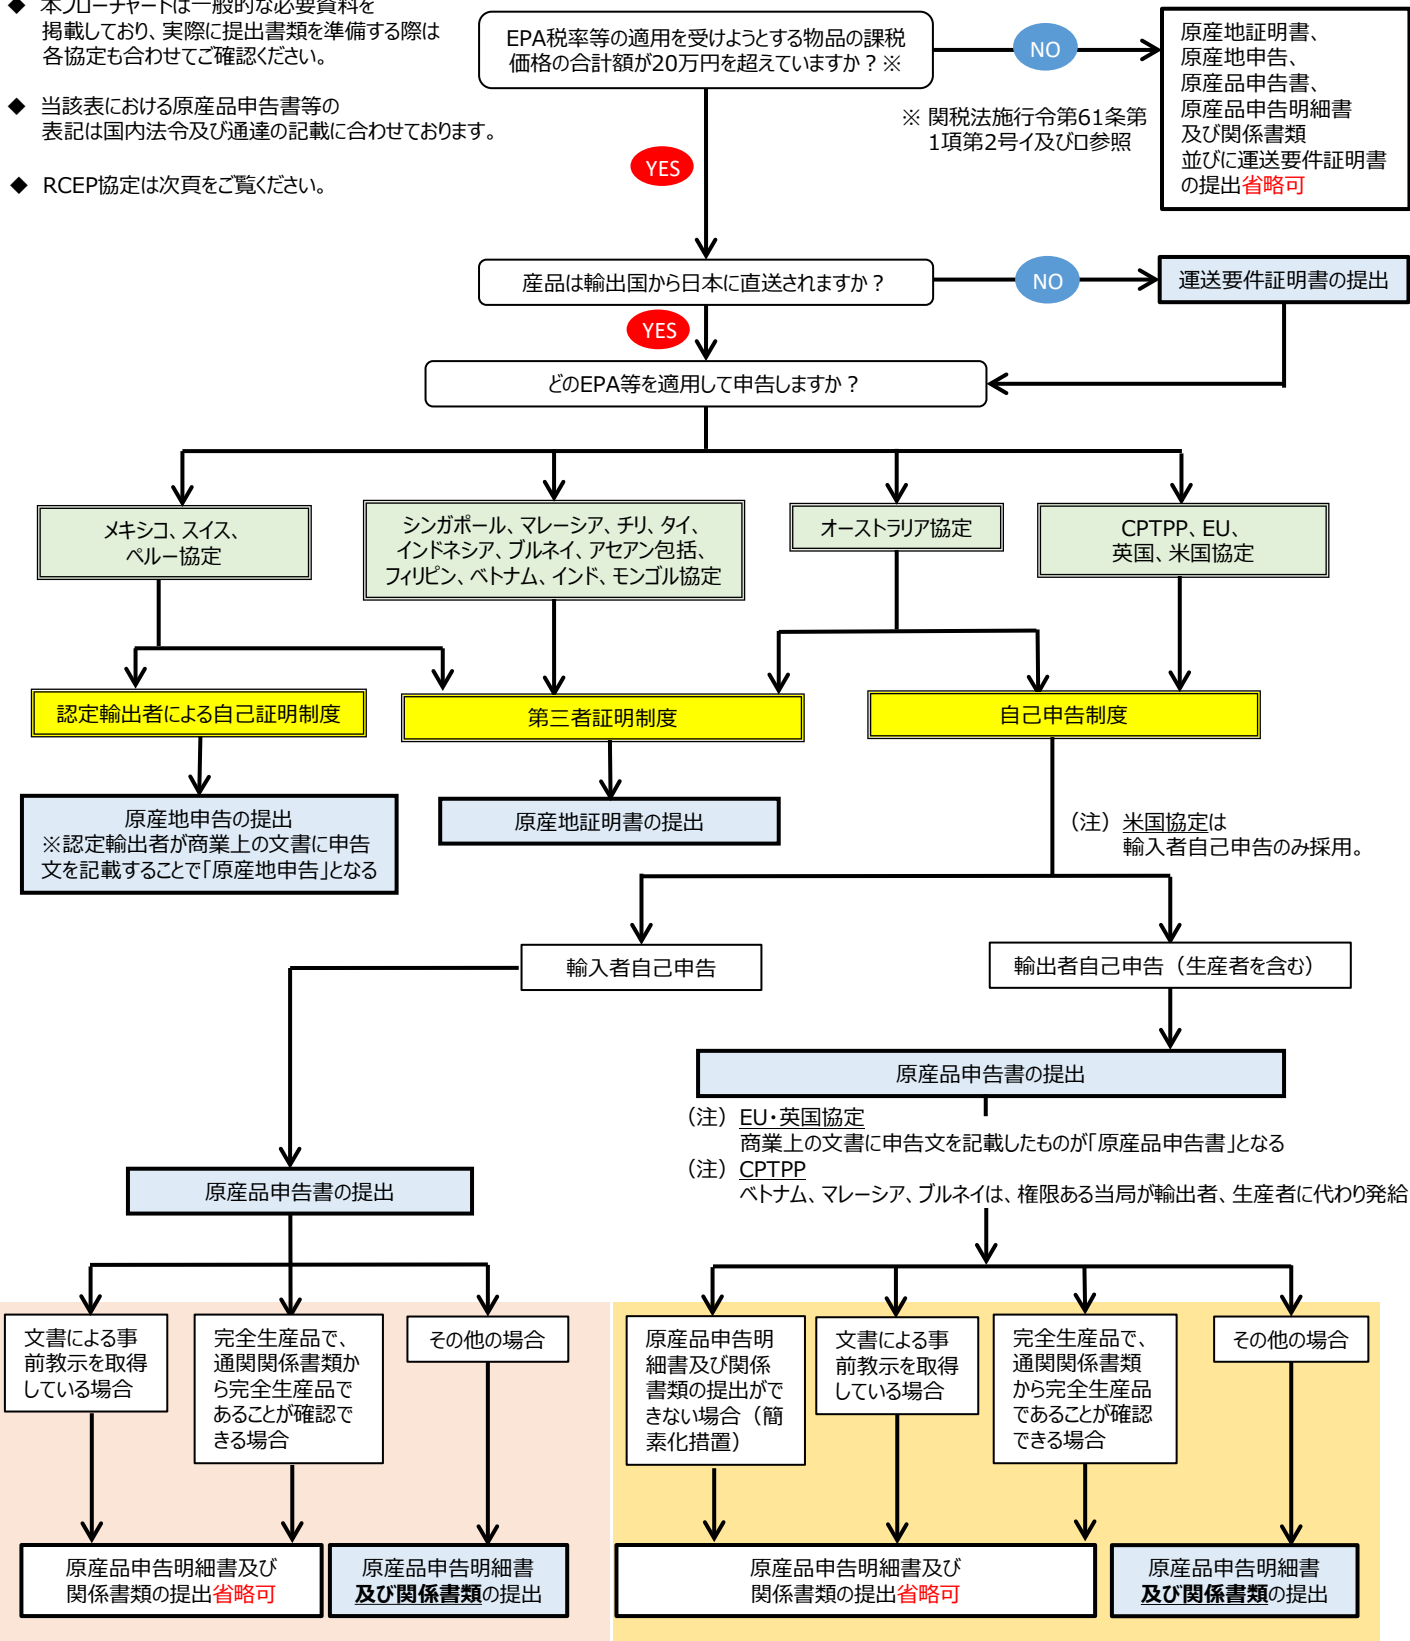 ◆ 本フローチャートは一般的な必要資料を
掲載しており、実際に提出書類を準備する際は
各協定も合わせてご確認ください。
◆ 当該表における原産品申告書等の
表記は国内法令及び通達の記載に合わせております。
◆ RCEP協定は次頁をご覧ください。
EPA税率等の適用を受けようとする物品の課税
価格の合計額が20万円を超えていますか？※
NO
原産地証明書、
原産地申告、
原産品申告書、
原産品申告明細書
及び関係書類
並びに運送要件証明書
の提出省略可
※ 関税法施行令第61条第
1項第2号イ及びロ参照
YES
産品は輸出国から日本に直送されますか？
NO
運送要件証明書の提出
YES
どのEPA等を適用して申告しますか？
メキシコ、スイス、
ペルー協定
シンガポール、マレーシア、チリ、タイ、
インドネシア、ブルネイ、アセアン包括、
フィリピン、ベトナム、インド、モンゴル協定
オーストラリア協定
CPTPP、EU、
英国、米国協定
認定輸出者による自己証明制度
第三者証明制度
自己申告制度
原産地申告の提出
※認定輸出者が商業上の文書に申告
文を記載することで「原産地申告」となる
原産地証明書の提出
（注）米国協定は
輸入者自己申告のみ採用。
輸入者自己申告
輸出者自己申告（生産者を含む）
原産品申告書の提出
（注）EU・英国協定
商業上の文書に申告文を記載したものが「原産品申告書」となる
（注）CPTPP
ベトナム、マレーシア、ブルネイは、権限ある当局が輸出者、生産者に代わり発給
原産品申告書の提出
文書による事
前教示を取得
している場合
完全生産品で、
通関関係書類か
ら完全生産品で
あることが確認で
きる場合
その他の場合
原産品申告明
細書及び関係
書類の提出がで
きない場合（簡
素化措置）
文書による事
前教示を取得
している場合
完全生産品で、
通関関係書類
から完全生産品
であることが確認
できる場合
その他の場合
原産品申告明細書及び
関係書類の提出省略可
原産品申告明細書
及び関係書類の提出
原産品申告明細書及び
関係書類の提出省略可
原産品申告明細書
及び関係書類の提出